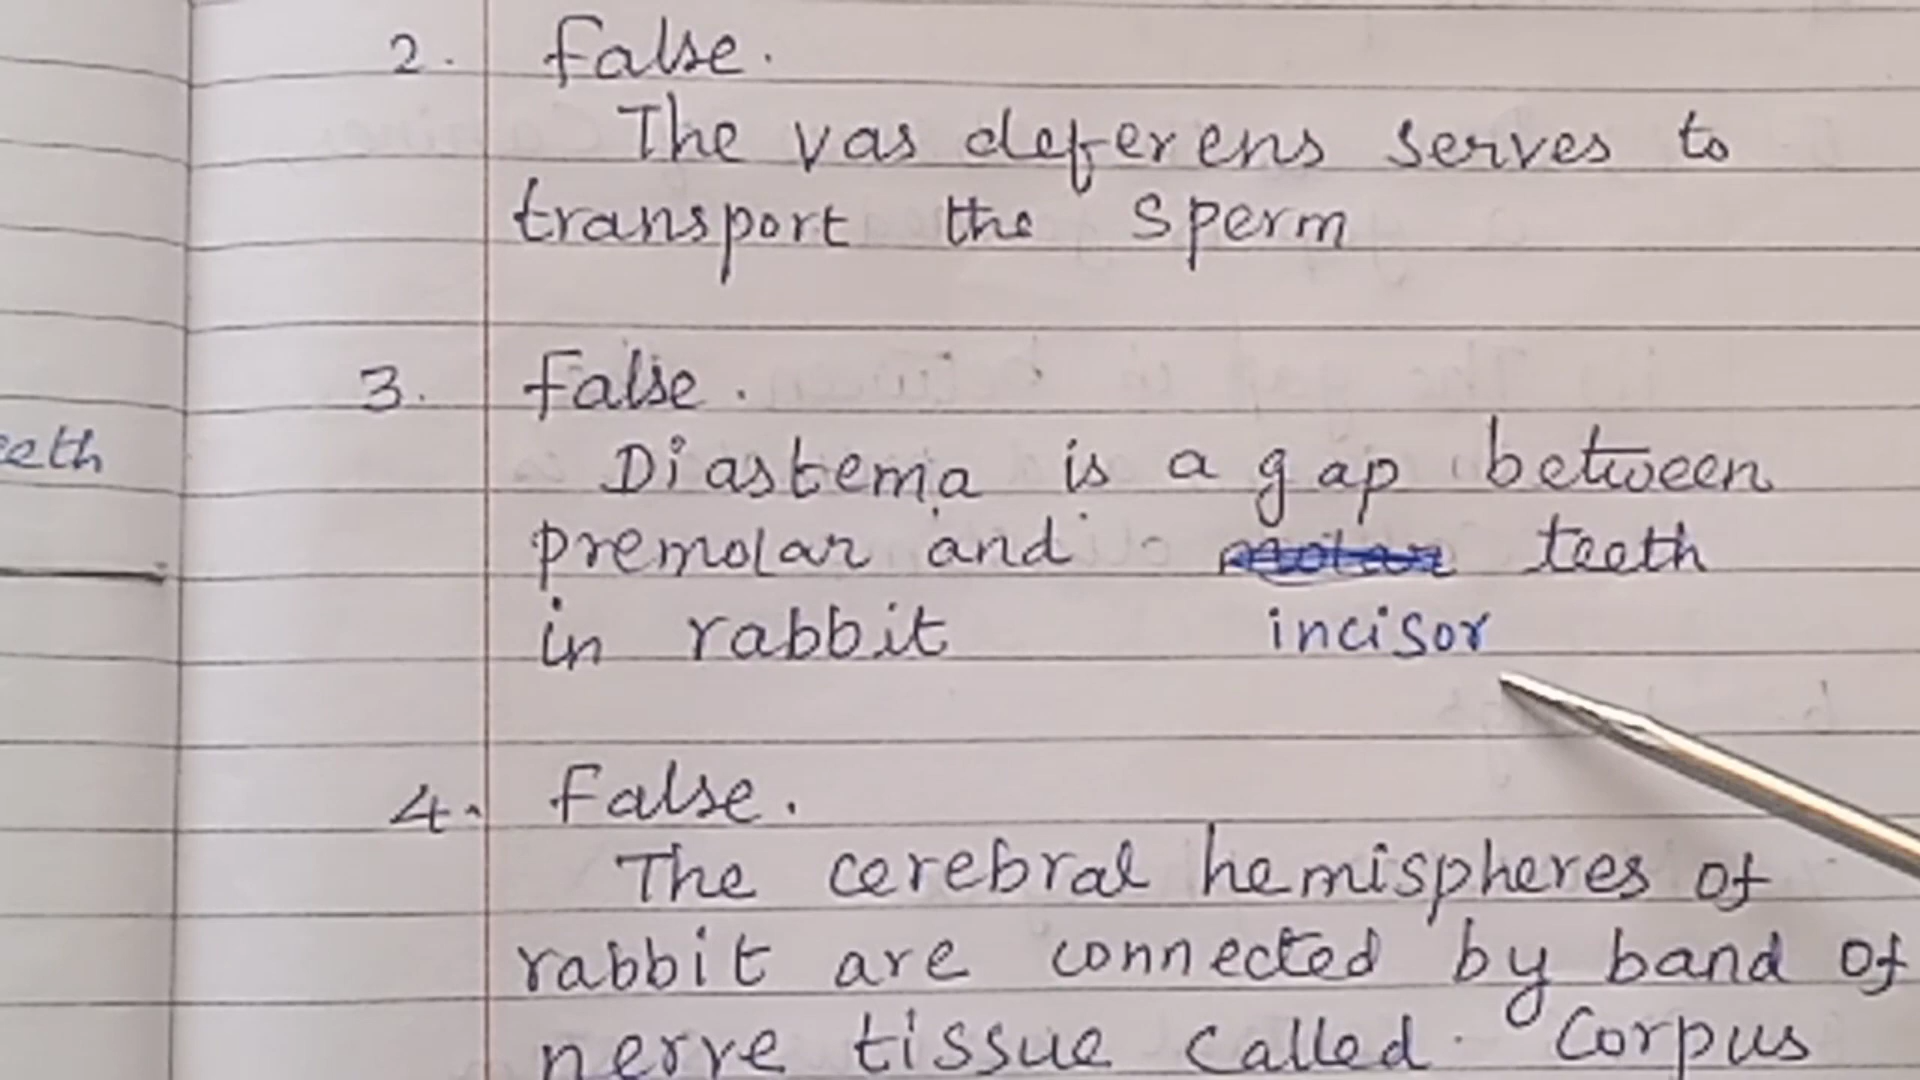 2. False.
The vas deferens serves to
transport the sperm
3. False.
eeth
Diastema is a gap between
premolar and molar teeth
in rabbit incisor
4. False.
The cerebral hemispheres of
rabbit are connected by band of
nerve tissue called Corpus